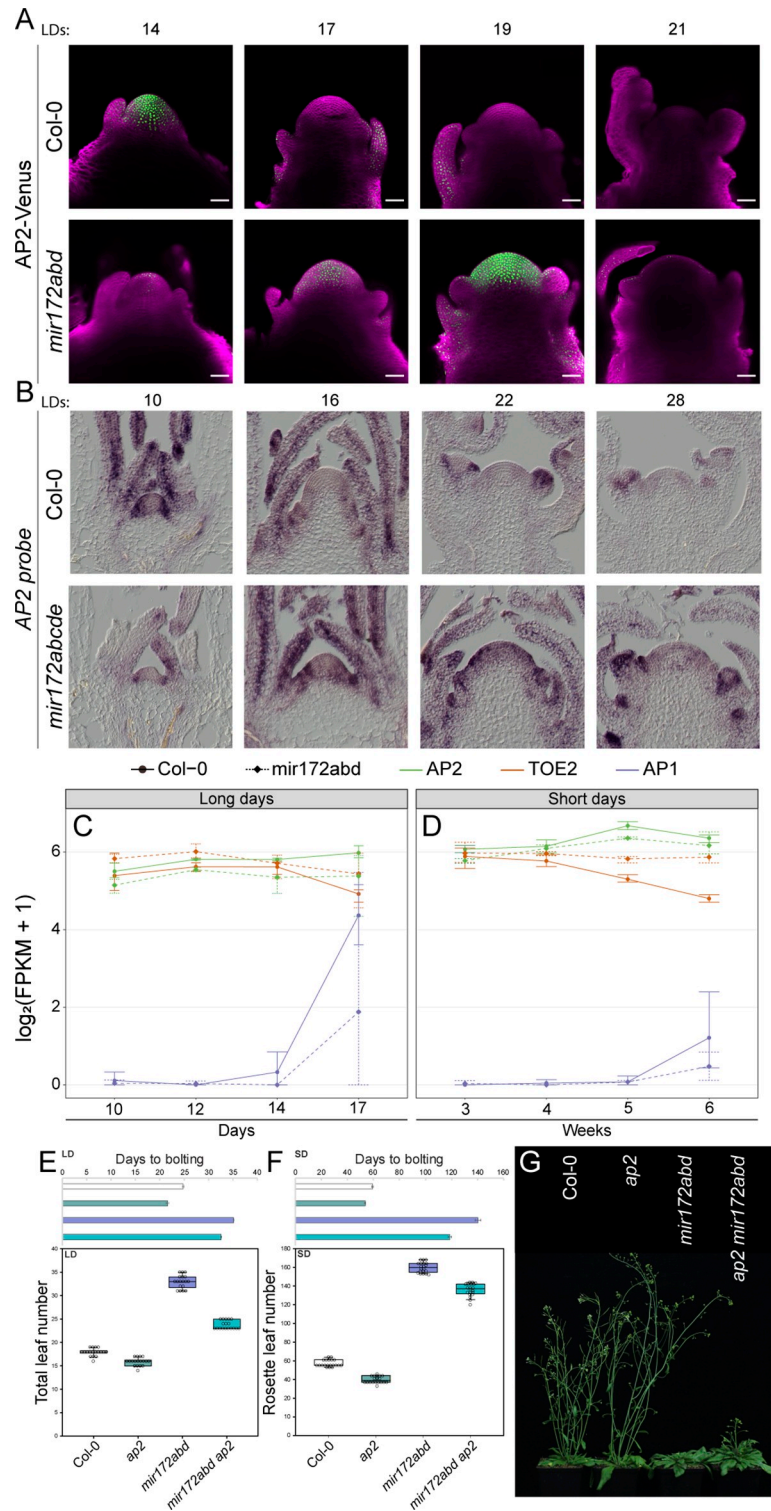 A
LDs: 14 17 19 21
AP2-Venus
Col-0
mir172abd
B
LDs: 10 16 22 28
AP2 probe
Col-0
mir172abcde
Col-0 mir172abd AP2 TOE2 AP1
Long days Short days
C D
log₂(FPKM + 1)
6
4
2
0
10 12 14 17 3 4 5 6
Days Weeks
E LD Days to bolting
0 5 10 15 20 25 30 35 40
LD
Total leaf number
40
35
30
25
20
15
10
5
0
Col-0 ap2 mir172abd mir172abd ap2
F SD Days to bolting
0 20 40 60 80 100 120 140 160
SD
Rosette leaf number
180
160
140
120
100
80
60
40
20
0
Col-0 ap2 mir172abd mir172abd ap2
G
Col-0
ap2
mir172abd
ap2 mir172abd